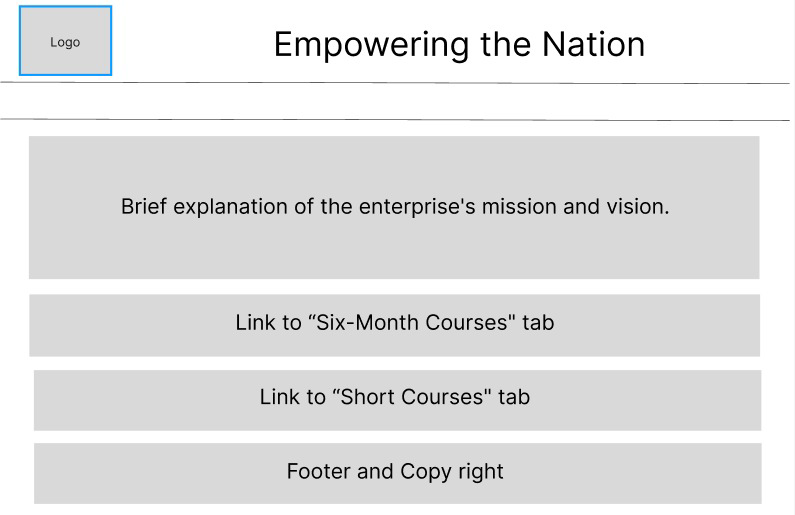 Logo
Empowering the Nation
Brief explanation of the enterprise's mission and vision.
Link to “Six-Month Courses" tab
Link to “Short Courses" tab
Footer and Copy right